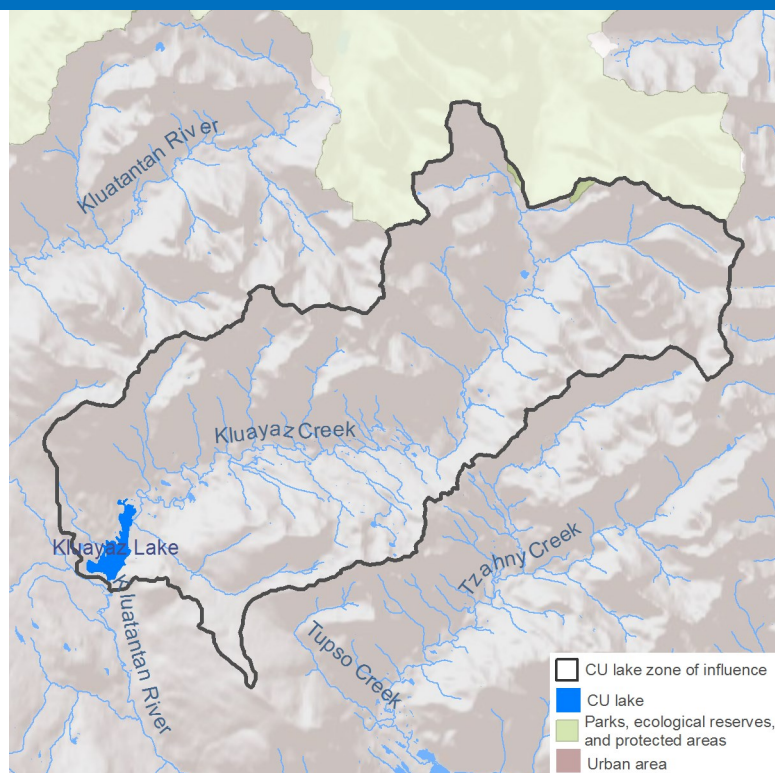 Kluatantan River
Kluayaz Creek
Kluayaz Lake
Kluatantan River
Tzahny Creek
Tupso Creek
CU lake zone of influence
CU lake
Parks, ecological reserves,
and protected areas
Urban area